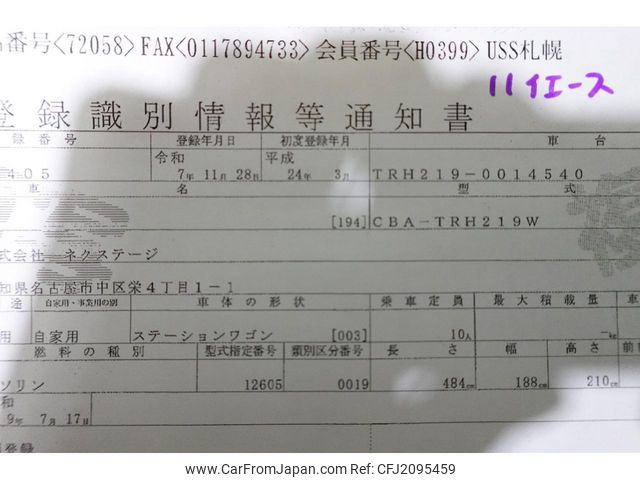 番号<72058>FAX<0117894733>会員番号<H0399>USS札幌
ハイエース
登録識別情報等通知書
録番号 登録年月日 初度登録年月 車台
令和 平成
405 7年 11月 28日 24年 3月 TRH219-0014540
車名 型式
[194] CBA-TRH219W
式会社 ネクステージ
知県名古屋市中区栄4丁目1-1
途 自家用・事業用の別 車体の形状 乗車定員 最大積載量 車
用 自家用 ステーションワゴン [003] 10人 -kg
燃料の種別 型式指定番号 類別区分番号 長さ 幅 高さ 前
ソリン 12605 0019 484cm 188cm 210cm
和
9年 7月 17日
登録
www.CarFromJapan.com | © CarFromJapan | CFJ2095459